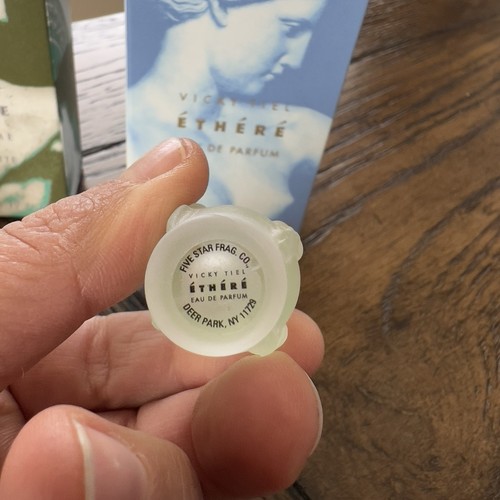 VICKY TIEL
ÉTHÉRÉ
DE PARFUM
FIVE STAR FRAG. CO.
VICKY TIEL
ÉTHÉRÉ
EAU DE PARFUM
DEER PARK, NY 11729